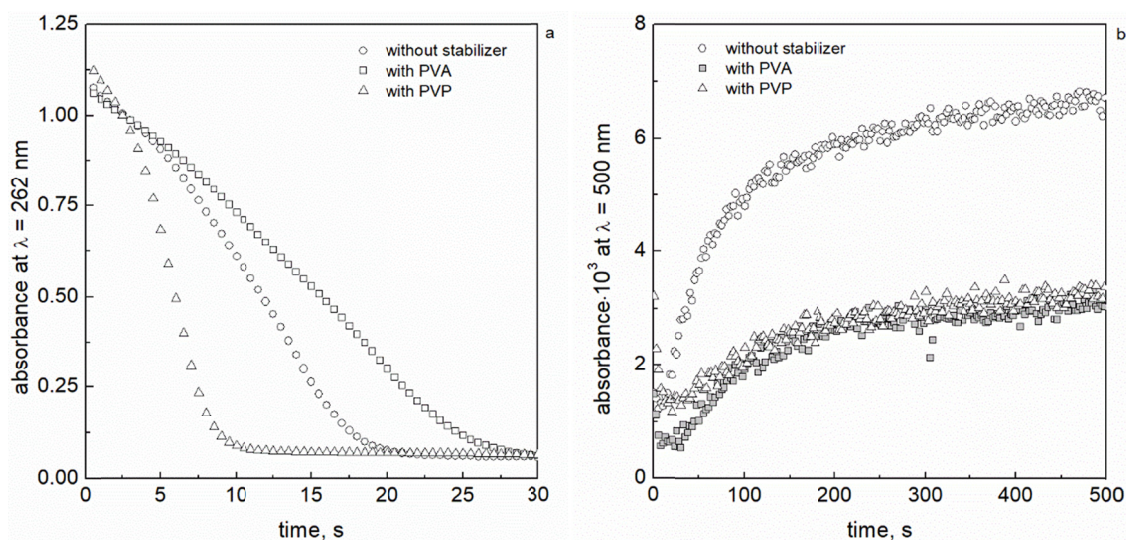 a
without stabilizer
with PVA
with PVP
absorbance at λ = 262 nm
1.25
1.00
0.75
0.50
0.25
0.00
0 5 10 15 20 25 30
time, s
b
without stabiizer
with PVA
with PVP
absorbance·10³ at λ = 500 nm
8
6
4
2
0
0 100 200 300 400 500
time, s